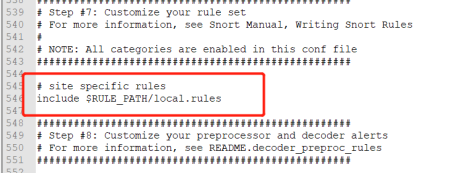 539 # Step #7: Customize your rule set
540 # For more information, see Snort Manual, Writing Snort Rules
541 #
542 # NOTE: All categories are enabled in this conf file
543 ###################################################
544
545 # site specific rules
546 include $RULE_PATH/local.rules
547
548 ###################################################
549 # Step #8: Customize your preprocessor and decoder alerts
550 # For more information, see README.decoder_preproc_rules
551 ###################################################
552